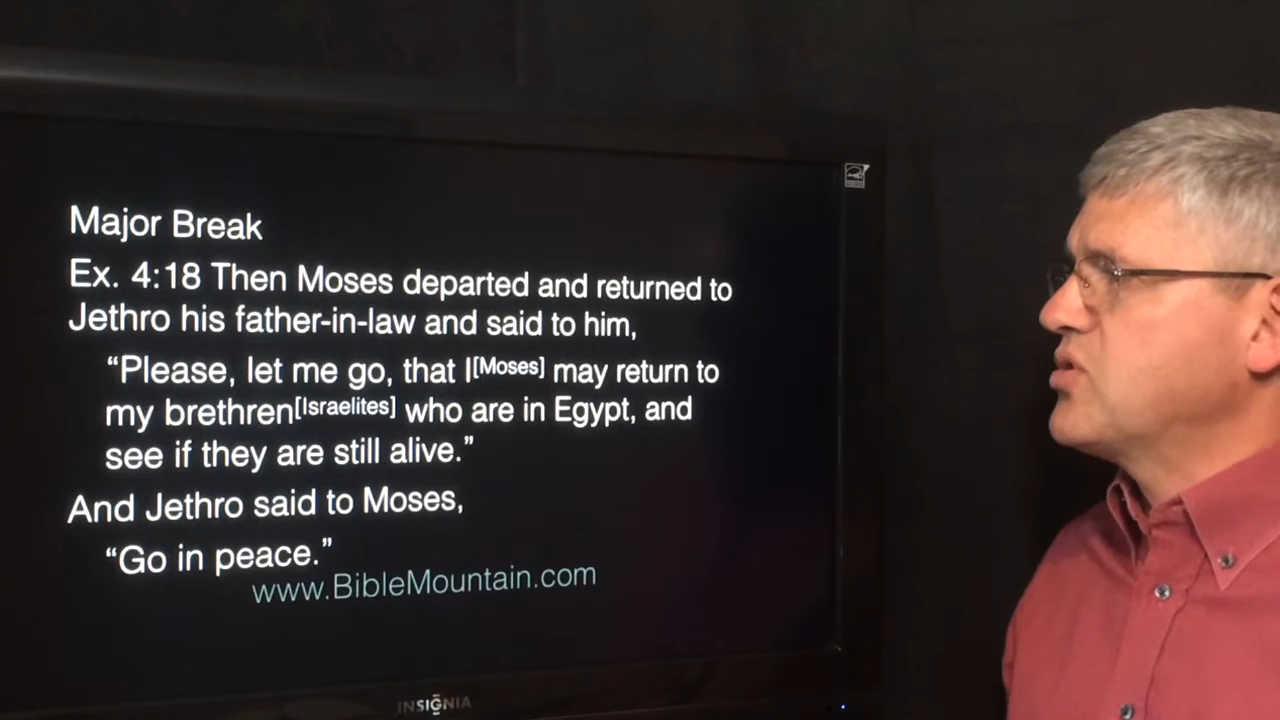 Major Break
Ex. 4:18 Then Moses departed and returned to
Jethro his father-in-law and said to him,
“Please, let me go, that I[Moses] may return to
my brethren[Israelites] who are in Egypt, and
see if they are still alive.”
And Jethro said to Moses,
“Go in peace.”
www.BibleMountain.com
INSIGNIA